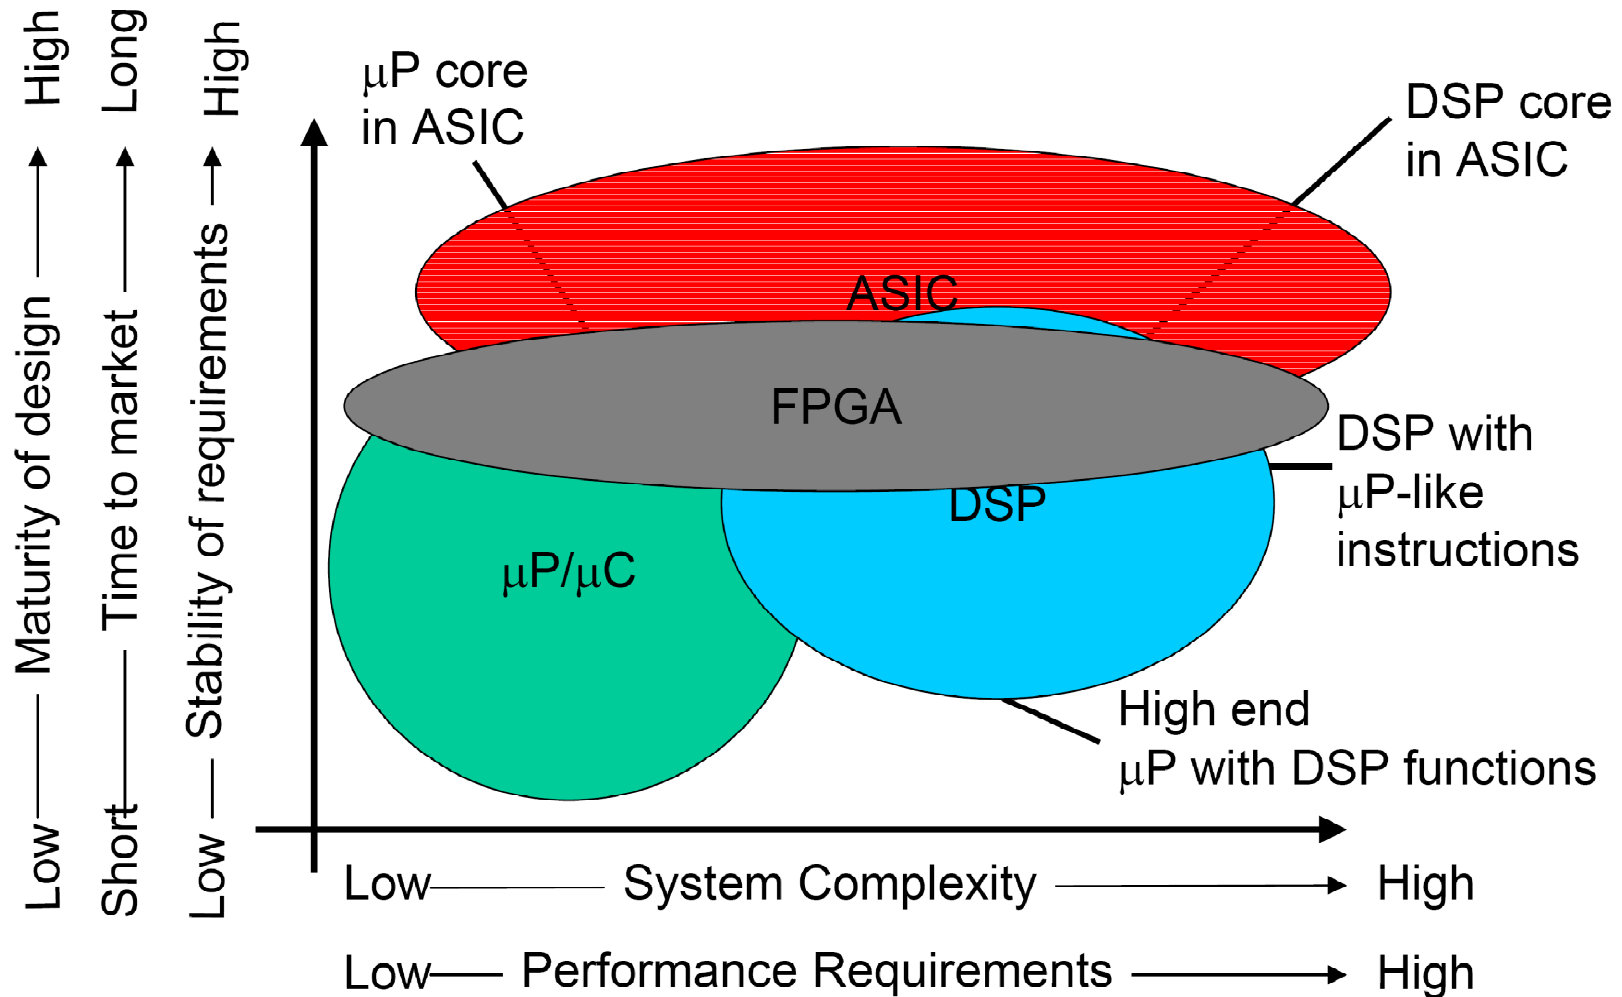 High
Long
High
μP core
in ASIC
DSP core
in ASIC
Maturity of design
Time to market
Stability of requirements
ASIC
FPGA
DSP with
μP-like
instructions
DSP
μP/μC
High end
μP with DSP functions
Low
Short
Low
Low System Complexity High
Low Performance Requirements High